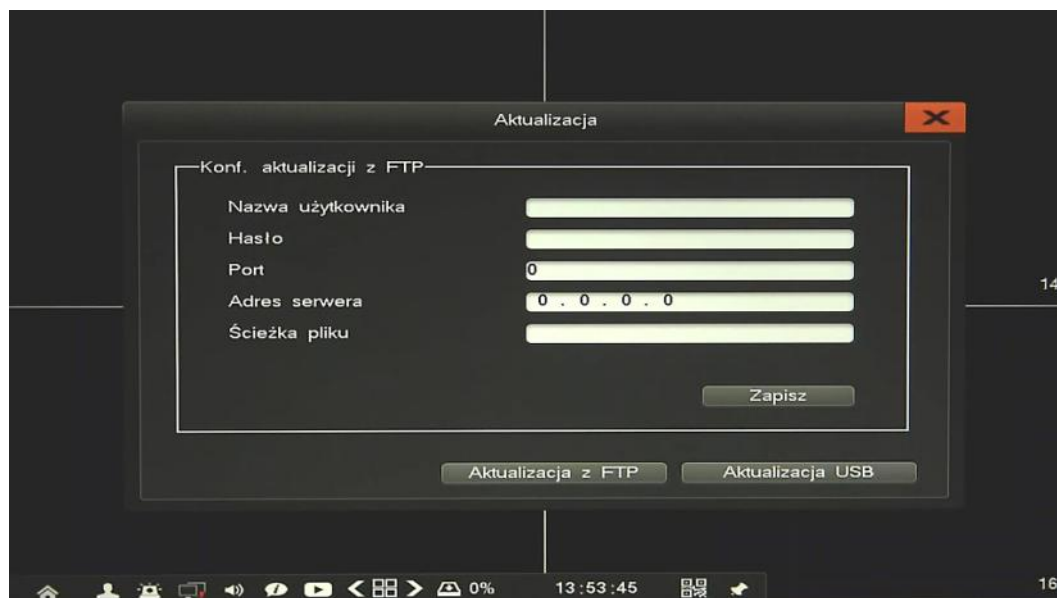 Aktualizacja
Konf. aktualizacji z FTP
Nazwa użytkownika
Hasło
Port 0
Adres serwera 0 . 0 . 0 . 0
Ścieżka pliku
Zapisz
Aktualizacja z FTP Aktualizacja USB
14
0% 13:53:45
16